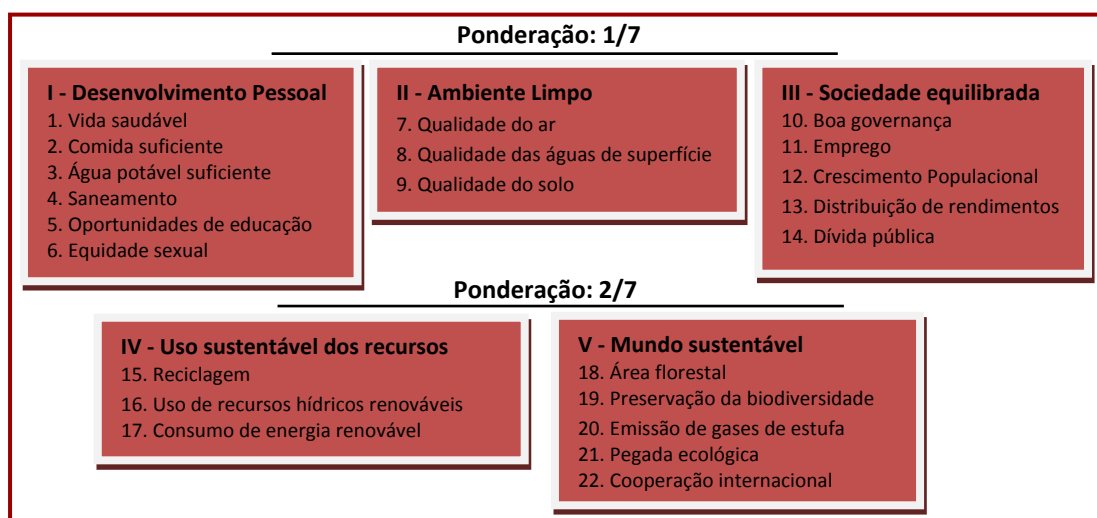 Ponderação: 1/7
I - Desenvolvimento Pessoal
1. Vida saudável
2. Comida suficiente
3. Água potável suficiente
4. Saneamento
5. Oportunidades de educação
6. Equidade sexual
II - Ambiente Limpo
7. Qualidade do ar
8. Qualidade das águas de superfície
9. Qualidade do solo
III - Sociedade equilibrada
10. Boa governança
11. Emprego
12. Crescimento Populacional
13. Distribuição de rendimentos
14. Dívida pública
Ponderação: 2/7
IV - Uso sustentável dos recursos
15. Reciclagem
16. Uso de recursos hídricos renováveis
17. Consumo de energia renovável
V - Mundo sustentável
18. Área florestal
19. Preservação da biodiversidade
20. Emissão de gases de estufa
21. Pegada ecológica
22. Cooperação internacional